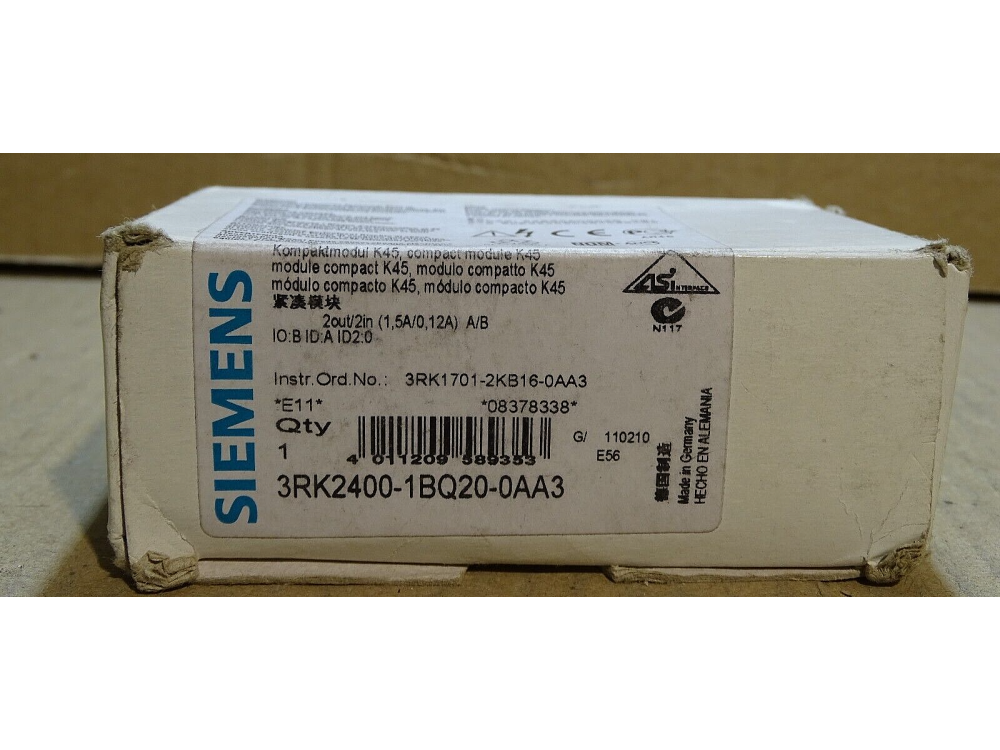 SIEMENS
Kompaktmodul K45, compact module K45
module compact K45, modulo compatto K45
módulo compacto K45, módulo compacto K45
紧凑模块
2out/2in (1,5A/0,12A) A/B
IO:B ID:A ID2:0
ASi
INTERFACE
N117
Instr.Ord.No.: 3RK1701-2KB16-0AA3
*E11* *08378338*
Qty
1
4 011209 589353
G/ 110210
E56
3RK2400-1BQ20-0AA3
德国制造
Made in Germany
HECHO EN ALEMANIA